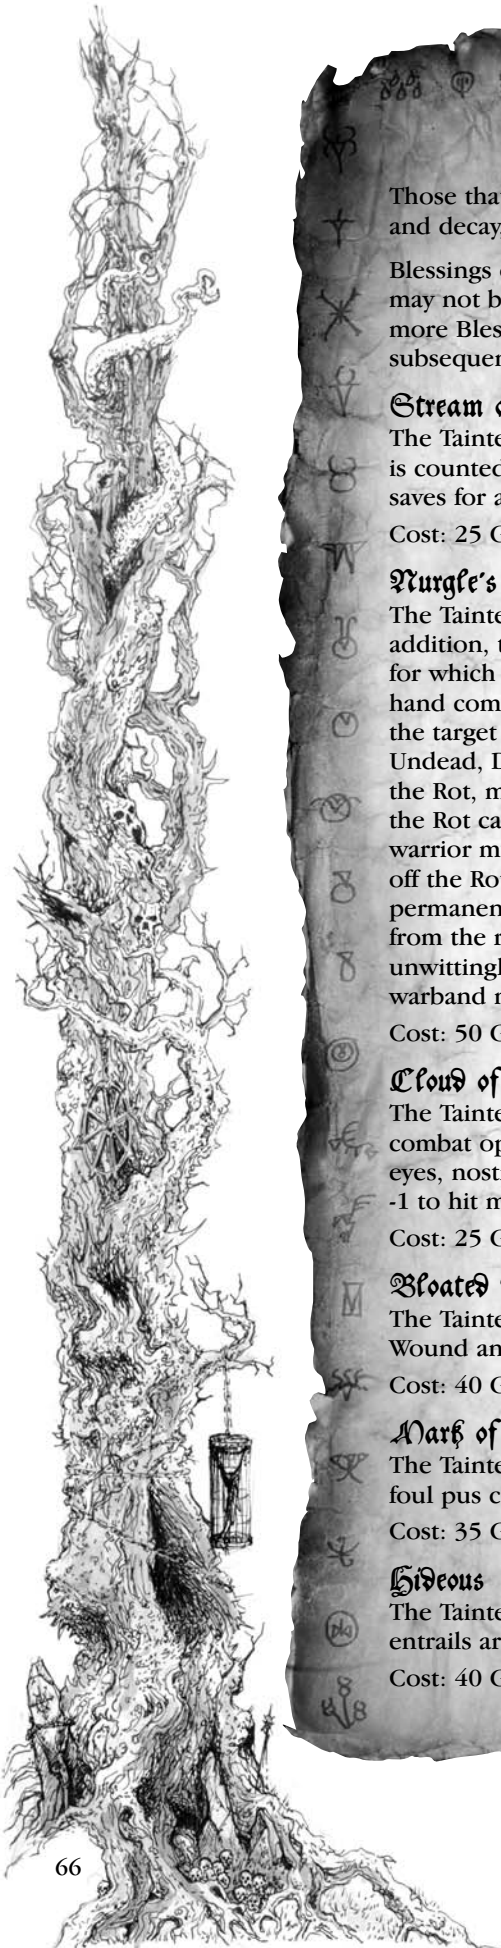 Those tha
and decay
Blessings
may not b
more Bles
subsequen
Stream
The Tainte
is counted
saves for a
Cost: 25 G
Nurgle's
The Tainte
addition, t
for which
hand com
the target
Undead, D
the Rot, m
the Rot ca
warrior m
off the Ro
permanen
from the r
unwittingl
warband r
Cost: 50 G
Cloud of
The Tainte
combat op
eyes, nost
-1 to hit m
Cost: 25 G
Bloated
The Tainte
Wound an
Cost: 40 G
Mark of
The Tainte
foul pus c
Cost: 35 G
Hideous
The Tainte
entrails ar
Cost: 40 G
66